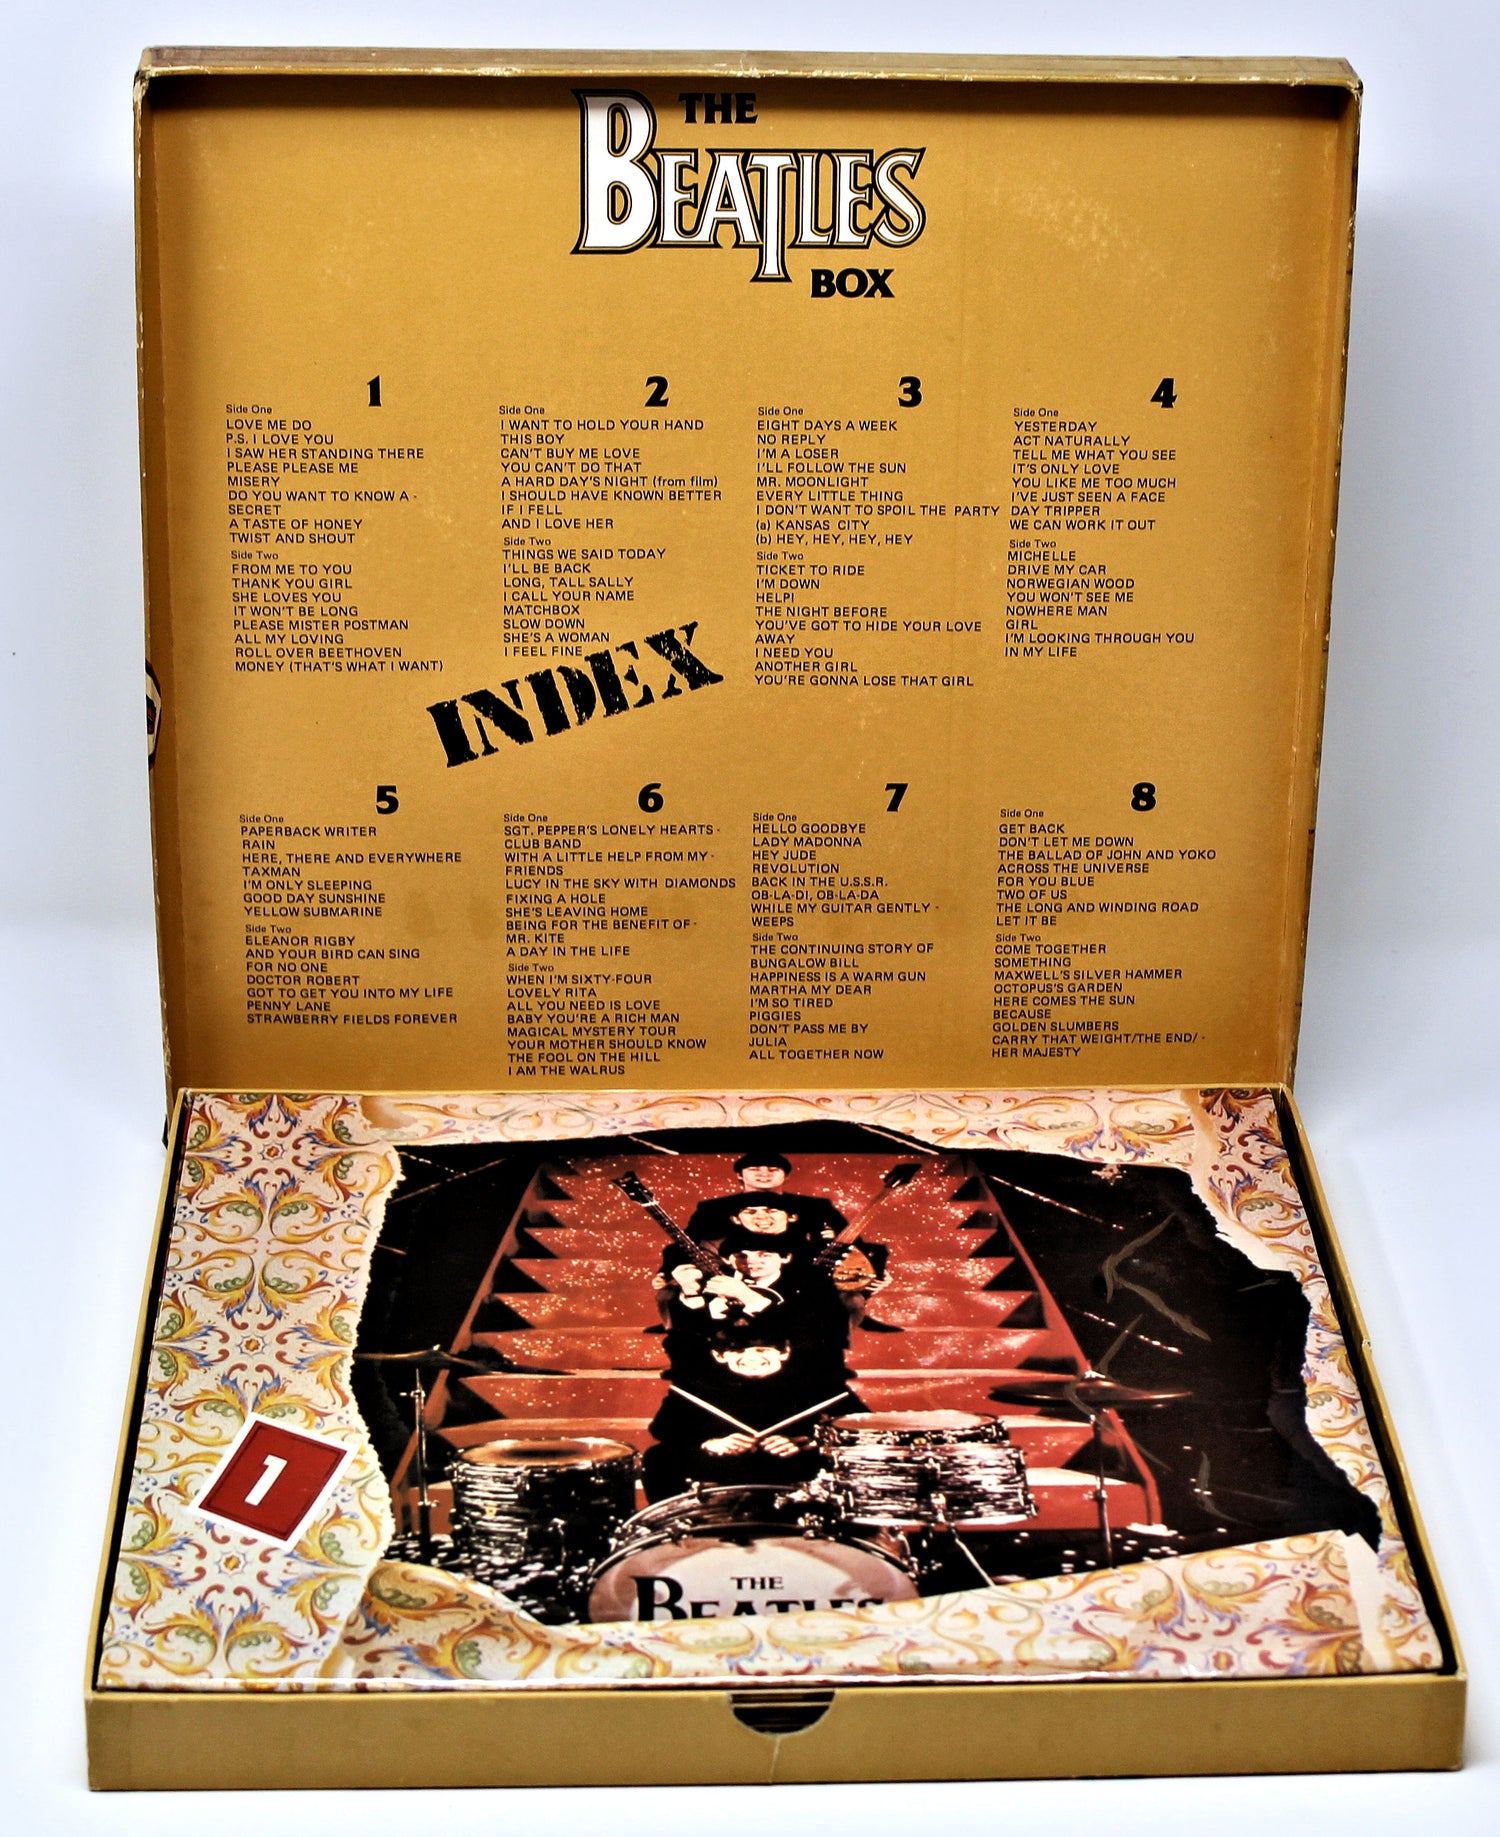 THE
BEATLES
BOX
1
Side One
LOVE ME DO
P.S. I LOVE YOU
I SAW HER STANDING THERE
PLEASE PLEASE ME
MISERY
DO YOU WANT TO KNOW A -
SECRET
A TASTE OF HONEY
TWIST AND SHOUT
Side Two
FROM ME TO YOU
THANK YOU GIRL
SHE LOVES YOU
IT WON'T BE LONG
PLEASE MISTER POSTMAN
ALL MY LOVING
ROLL OVER BEETHOVEN
MONEY (THAT'S WHAT I WANT)
2
Side One
I WANT TO HOLD YOUR HAND
THIS BOY
CAN'T BUY ME LOVE
YOU CAN'T DO THAT
A HARD DAY'S NIGHT (from film)
I SHOULD HAVE KNOWN BETTER
IF I FELL
AND I LOVE HER
Side Two
THINGS WE SAID TODAY
I'LL BE BACK
LONG, TALL SALLY
I CALL YOUR NAME
MATCHBOX
SLOW DOWN
SHE'S A WOMAN
I FEEL FINE
3
Side One
EIGHT DAYS A WEEK
NO REPLY
I'M A LOSER
I'LL FOLLOW THE SUN
MR. MOONLIGHT
EVERY LITTLE THING
I DON'T WANT TO SPOIL THE PARTY
(a) KANSAS CITY
(b) HEY, HEY, HEY, HEY
Side Two
TICKET TO RIDE
I'M DOWN
HELP!
THE NIGHT BEFORE
YOU'VE GOT TO HIDE YOUR LOVE
AWAY
I NEED YOU
ANOTHER GIRL
YOU'RE GONNA LOSE THAT GIRL
4
Side One
YESTERDAY
ACT NATURALLY
TELL ME WHAT YOU SEE
IT'S ONLY LOVE
YOU LIKE ME TOO MUCH
I'VE JUST SEEN A FACE
DAY TRIPPER
WE CAN WORK IT OUT
Side Two
MICHELLE
DRIVE MY CAR
NORWEGIAN WOOD
YOU WON'T SEE ME
NOWHERE MAN
GIRL
I'M LOOKING THROUGH YOU
IN MY LIFE
INDEX
5
Side One
PAPERBACK WRITER
RAIN
HERE, THERE AND EVERYWHERE
TAXMAN
I'M ONLY SLEEPING
GOOD DAY SUNSHINE
YELLOW SUBMARINE
Side Two
ELEANOR RIGBY
AND YOUR BIRD CAN SING
FOR NO ONE
DOCTOR ROBERT
GOT TO GET YOU INTO MY LIFE
PENNY LANE
STRAWBERRY FIELDS FOREVER
6
Side One
SGT. PEPPER'S LONELY HEARTS -
CLUB BAND
WITH A LITTLE HELP FROM MY -
FRIENDS
LUCY IN THE SKY WITH DIAMONDS
FIXING A HOLE
SHE'S LEAVING HOME
BEING FOR THE BENEFIT OF -
MR. KITE
A DAY IN THE LIFE
Side Two
WHEN I'M SIXTY-FOUR
LOVELY RITA
ALL YOU NEED IS LOVE
BABY YOU'RE A RICH MAN
MAGICAL MYSTERY TOUR
YOUR MOTHER SHOULD KNOW
THE FOOL ON THE HILL
I AM THE WALRUS
7
Side One
HELLO GOODBYE
LADY MADONNA
HEY JUDE
REVOLUTION
BACK IN THE U.S.S.R.
OB-LA-DI, OB-LA-DA
WHILE MY GUITAR GENTLY -
WEEPS
Side Two
THE CONTINUING STORY OF
BUNGALOW BILL
HAPPINESS IS A WARM GUN
MARTHA MY DEAR
I'M SO TIRED
PIGGIES
DON'T PASS ME BY
JULIA
ALL TOGETHER NOW
8
Side One
GET BACK
DON'T LET ME DOWN
THE BALLAD OF JOHN AND YOKO
ACROSS THE UNIVERSE
FOR YOU BLUE
TWO OF US
THE LONG AND WINDING ROAD
LET IT BE
Side Two
COME TOGETHER
SOMETHING
MAXWELL'S SILVER HAMMER
OCTOPUS'S GARDEN
HERE COMES THE SUN
BECAUSE
GOLDEN SLUMBERS
CARRY THAT WEIGHT/THE END/ -
HER MAJESTY
1
THE
BEATLES